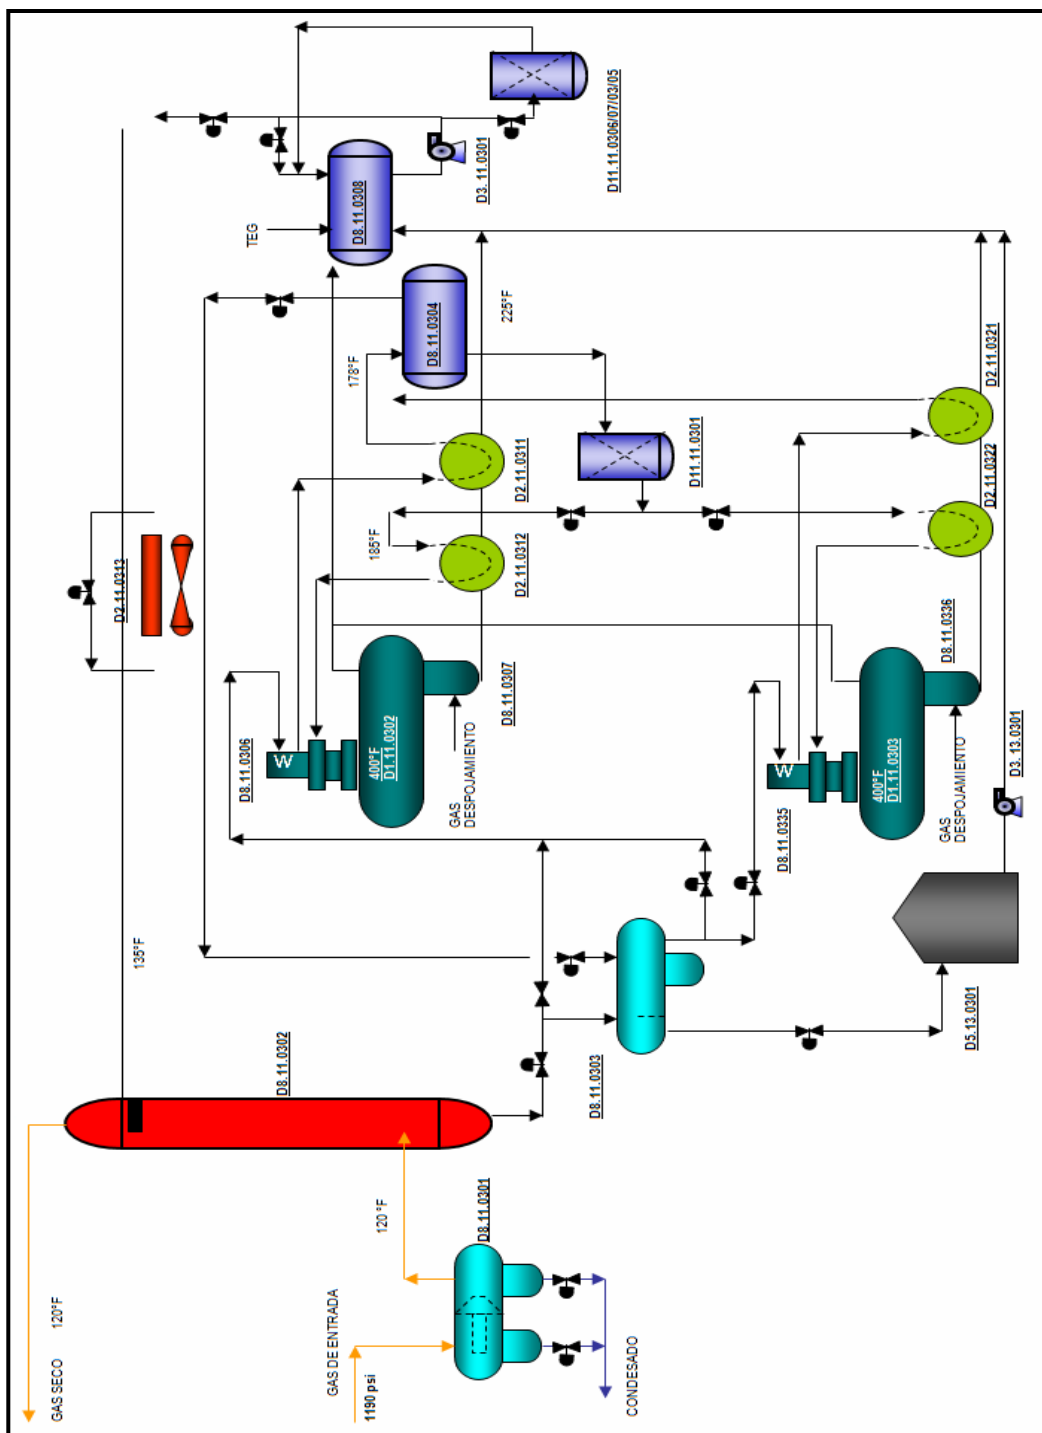 GAS SECO 120°F
GAS DE ENTRADA
1190 psi
CONDESADO
120 °F
D8.11.0301
D8.11.0302
D8.11.0303
135°F
D5.13.0301
D3.13.0301
D8.11.0306
400°F
D1.11.0302
GAS
DESPOJAMIENTO
D8.11.0307
D8.11.0335
400°F
D1.11.0303
GAS
DESPOJAMIENTO
D8.11.0336
D2.11.0313
185°F
D2.11.0312
D2.11.0311
178°F
D8.11.0304
225°F
D11.11.0301
D2.11.0322
D2.11.0321
TEG
D8.11.0308
D3. 11.0301
D11.11.0306/07/03/05